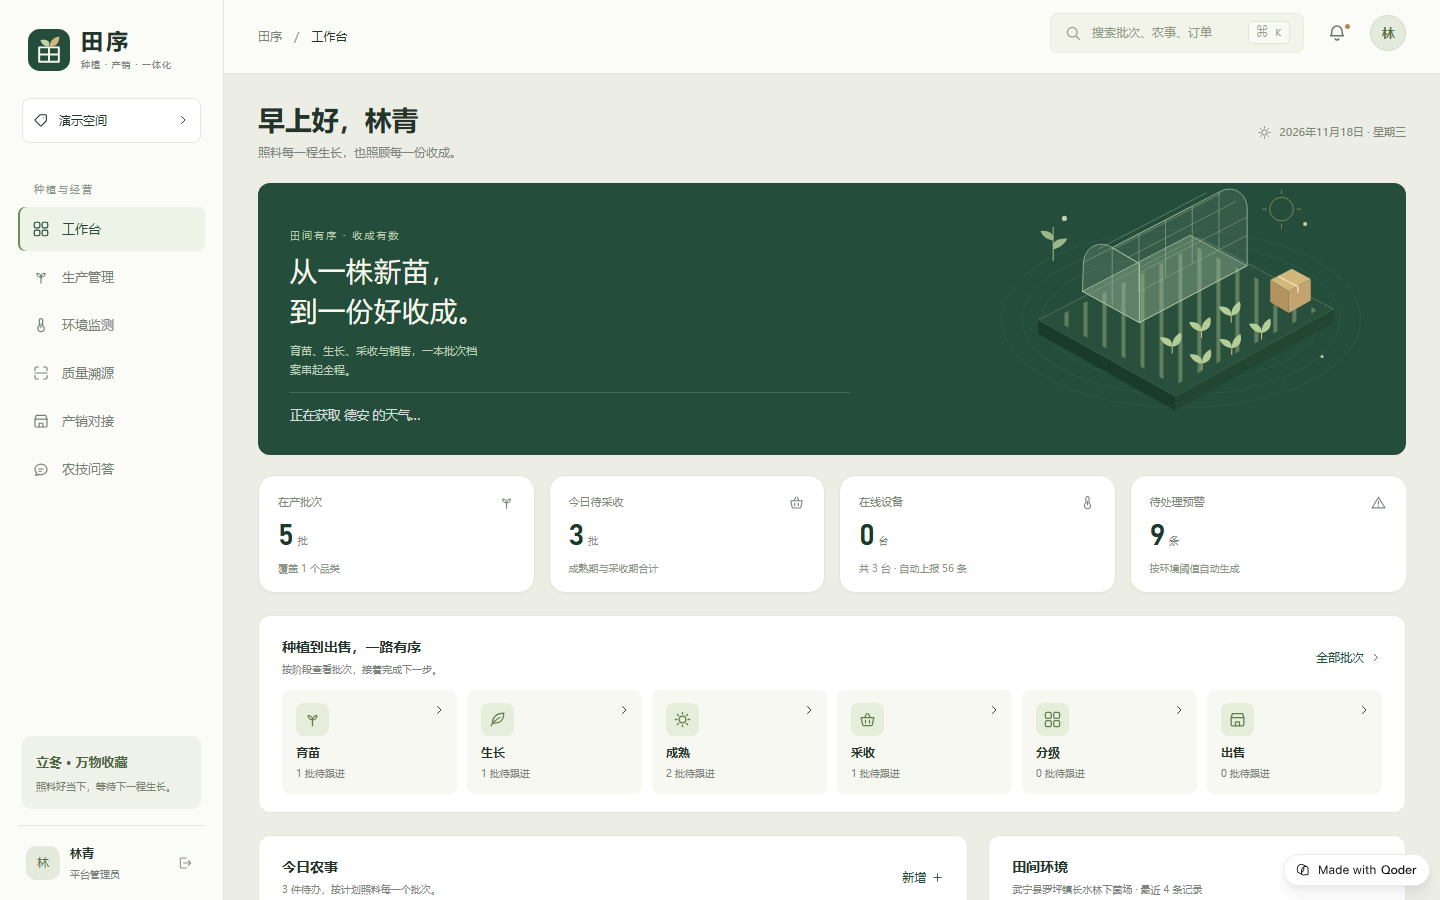 田序
种植 · 产销 · 一体化
演示空间
种植与经营
工作台
生产管理
环境监测
质量溯源
产销对接
农技问答
立冬 • 万物收藏
照料好当下，等待下一程生长。
林
林青
平台管理员
田序 / 工作台
搜索批次、农事、订单
⌘ K
林
早上好，林青
照料每一程生长，也照顾每一份收成。
2026年11月18日 · 星期三
田间有序 · 收成有数
从一株新苗，
到一份好收成。
育苗、生长、采收与销售，一本批次档
案串起全程。
正在获取 德安 的天气...
在产批次
5 批
覆盖 1 个品类
今日待采收
3 批
成熟期与采收期合计
在线设备
0 台
共 3 台 · 自动上报 56 条
待处理预警
9 条
按环境阈值自动生成
种植到出售，一路有序
按阶段查看批次，接着完成下一步。
全部批次
育苗
1 批待跟进
生长
1 批待跟进
成熟
2 批待跟进
采收
1 批待跟进
分级
0 批待跟进
出售
0 批待跟进
今日农事
3 件待办，按计划照料每一个批次。
新增
田间环境
武宁县罗坪镇长水林下菌场 · 最近 4 条记录
Made with Qoder